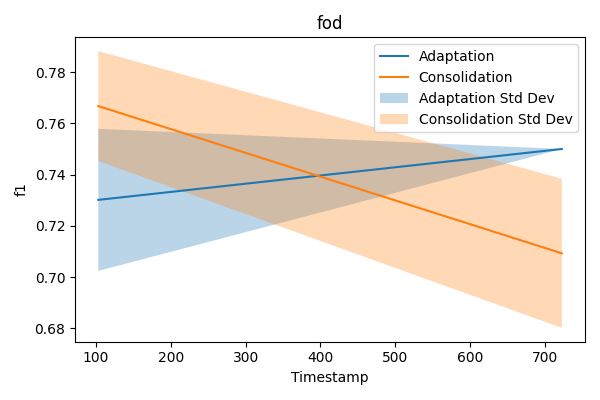 fod
Adaptation
Consolidation
Adaptation Std Dev
Consolidation Std Dev
f1
0.78
0.76
0.74
0.72
0.70
0.68
100 200 300 400 500 600 700
Timestamp